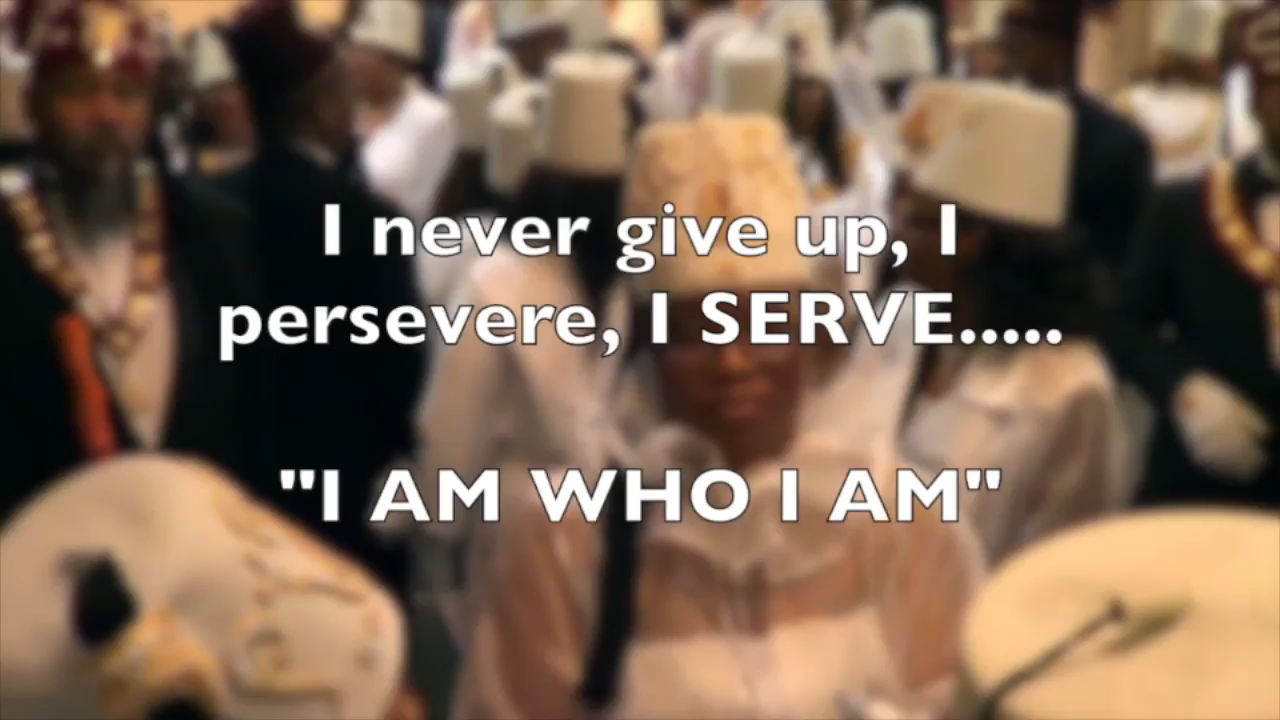 I never give up, I
persevere, I SERVE.....
"I AM WHO I AM"